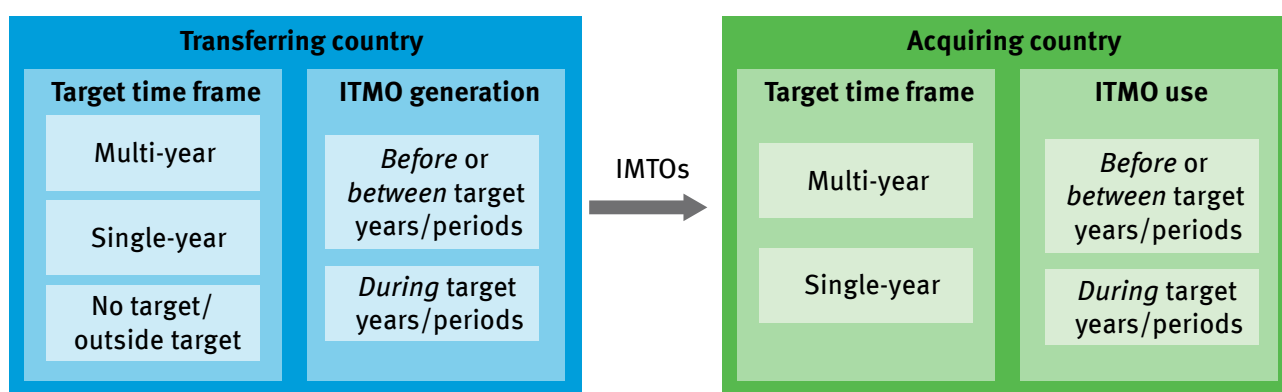 Transferring country
Target time frame
Multi-year
Single-year
No target/
outside target
ITMO generation
Before or
between target
years/periods
During target
years/periods
IMTOs
Acquiring country
Target time frame
Multi-year
Single-year
ITMO use
Before or
between target
years/periods
During target
years/periods